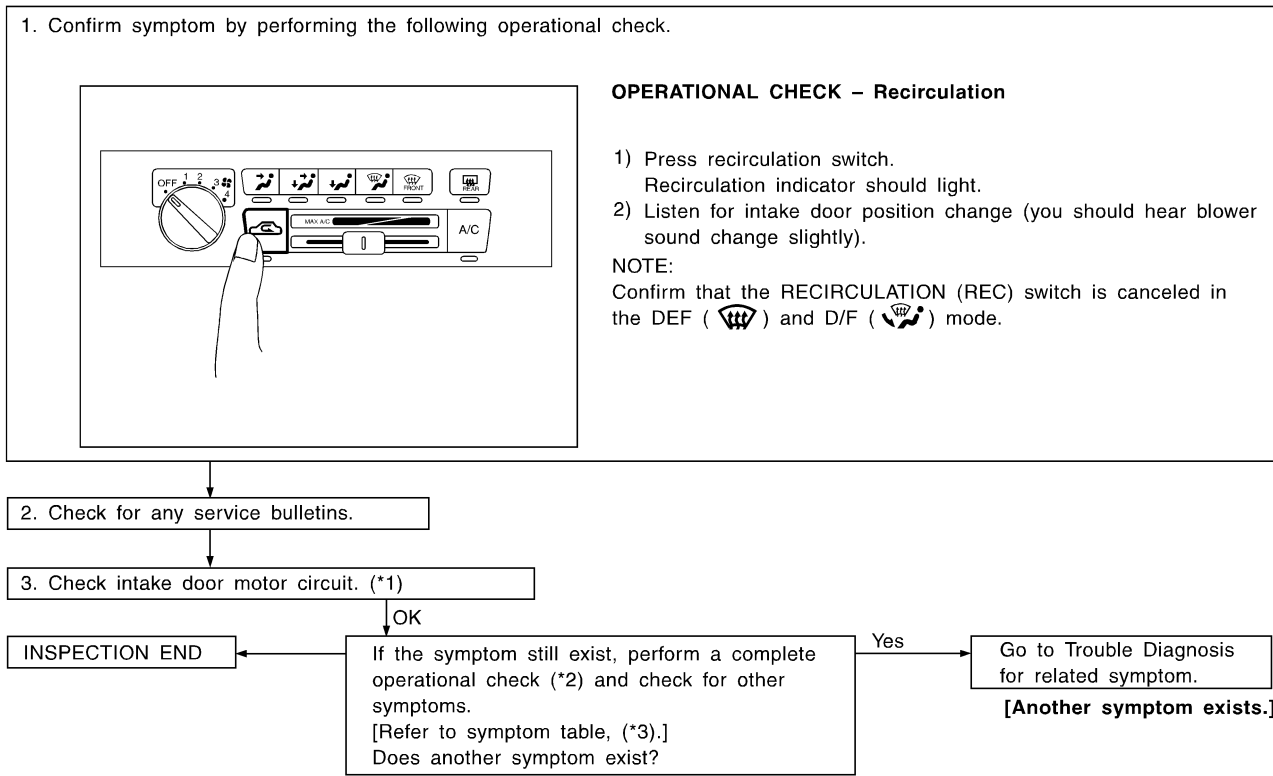 1. Confirm symptom by performing the following operational check.
OFF 1 2 3 4
FRONT
REAR
MAX A/C
A/C
OPERATIONAL CHECK – Recirculation
1) Press recirculation switch.
Recirculation indicator should light.
2) Listen for intake door position change (you should hear blower
sound change slightly).
NOTE:
Confirm that the RECIRCULATION (REC) switch is canceled in
the DEF ( ) and D/F ( ) mode.
2. Check for any service bulletins.
3. Check intake door motor circuit. (*1)
OK
INSPECTION END
If the symptom still exist, perform a complete
operational check (*2) and check for other
symptoms.
[Refer to symptom table, (*3).]
Does another symptom exist?
Yes
Go to Trouble Diagnosis
for related symptom.
[Another symptom exists.]